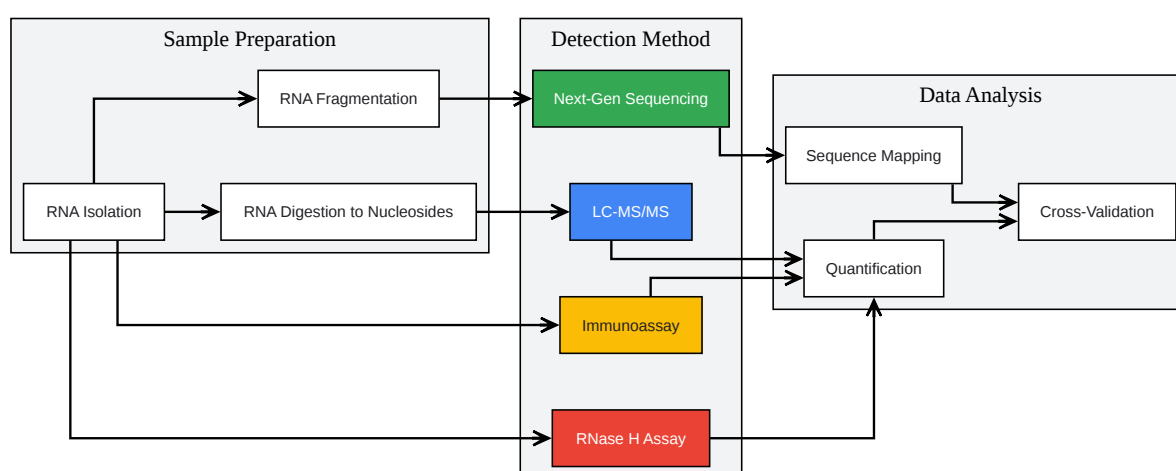 Sample Preparation
RNA Fragmentation
RNA Isolation
RNA Digestion to Nucleosides
Detection Method
Next-Gen Sequencing
LC-MS/MS
Immunoassay
RNase H Assay
Data Analysis
Sequence Mapping
Cross-Validation
Quantification